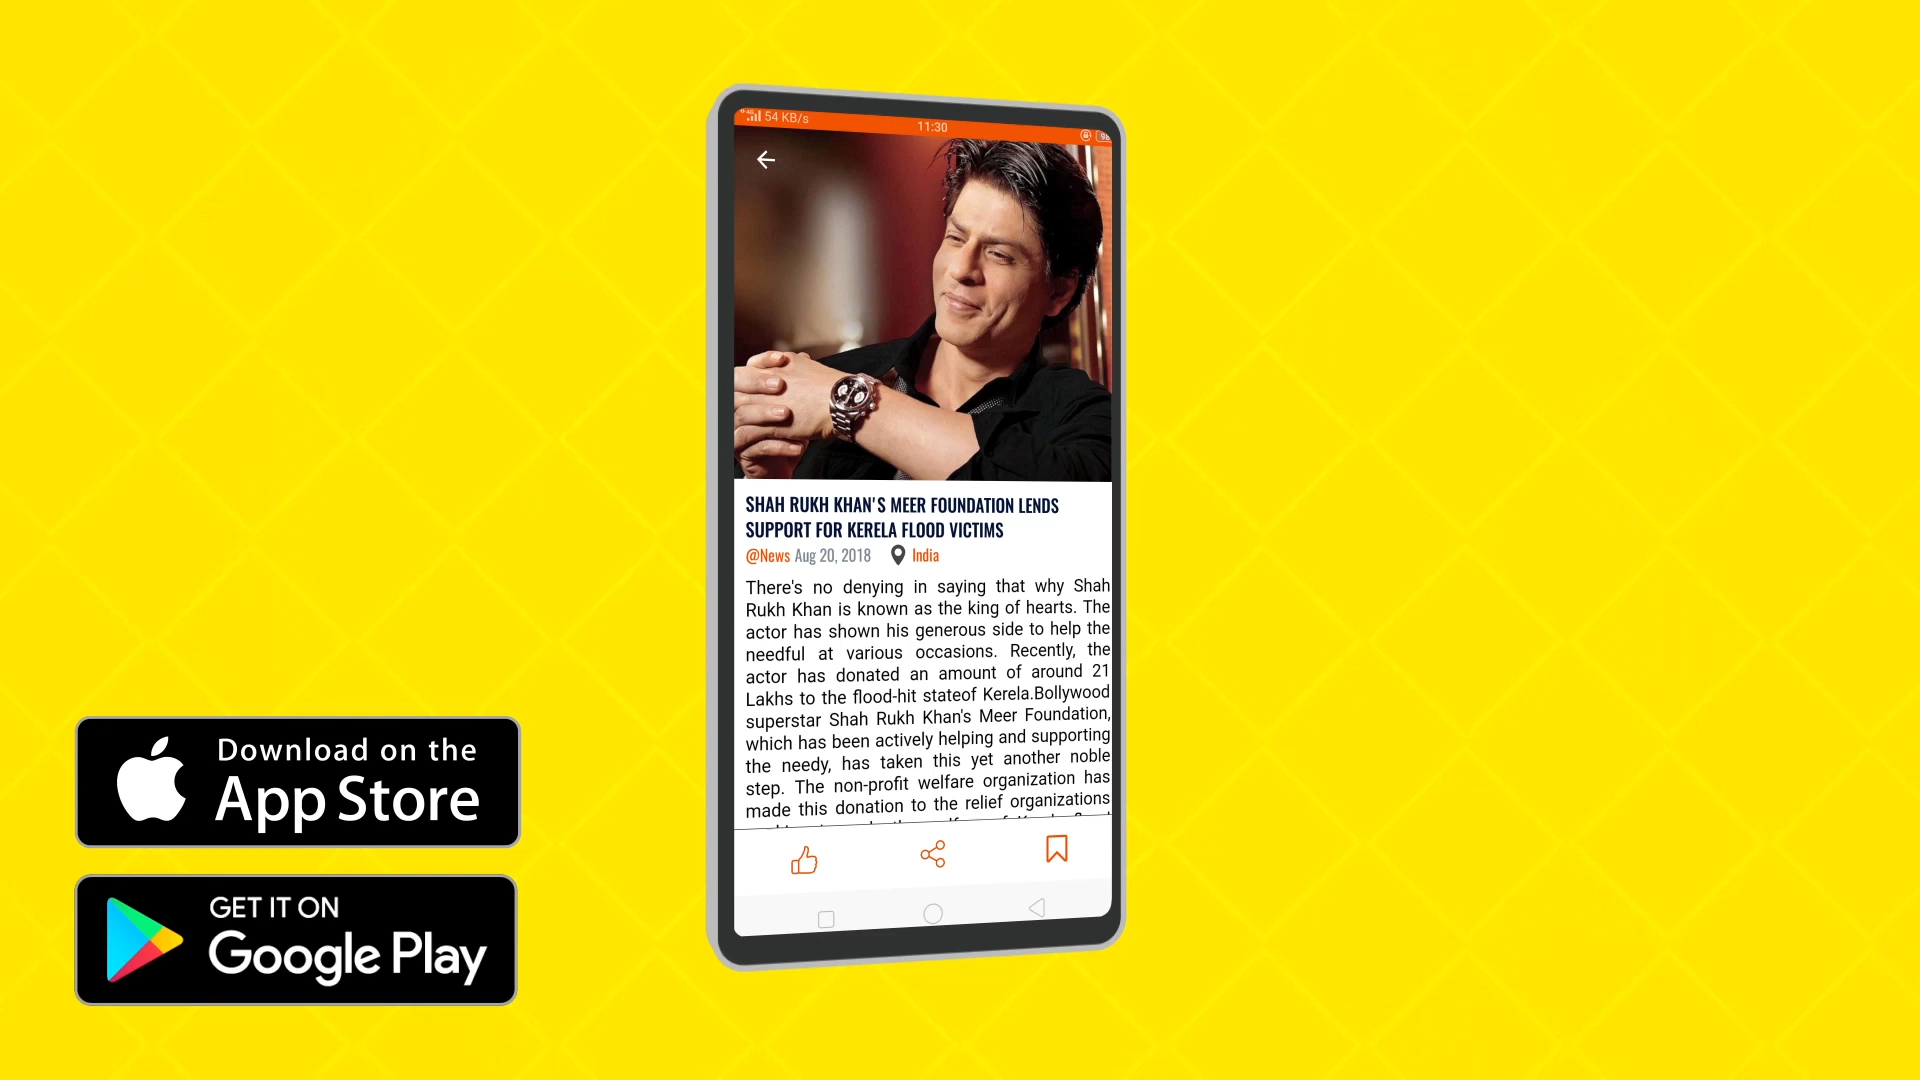 54 KB/s
11:30
SHAH RUKH KHAN'S MEER FOUNDATION LENDS
SUPPORT FOR KERELA FLOOD VICTIMS
@News Aug 20, 2018 India
There's no denying in saying that why Shah
Rukh Khan is known as the king of hearts. The
actor has shown his generous side to help the
needful at various occasions. Recently, the
actor has donated an amount of around 21
Lakhs to the flood-hit stateof Kerela.Bollywood
superstar Shah Rukh Khan's Meer Foundation,
which has been actively helping and supporting
the needy, has taken this yet another noble
step. The non-profit welfare organization has
made this donation to the relief organizations
Download on the
App Store
GET IT ON
Google Play